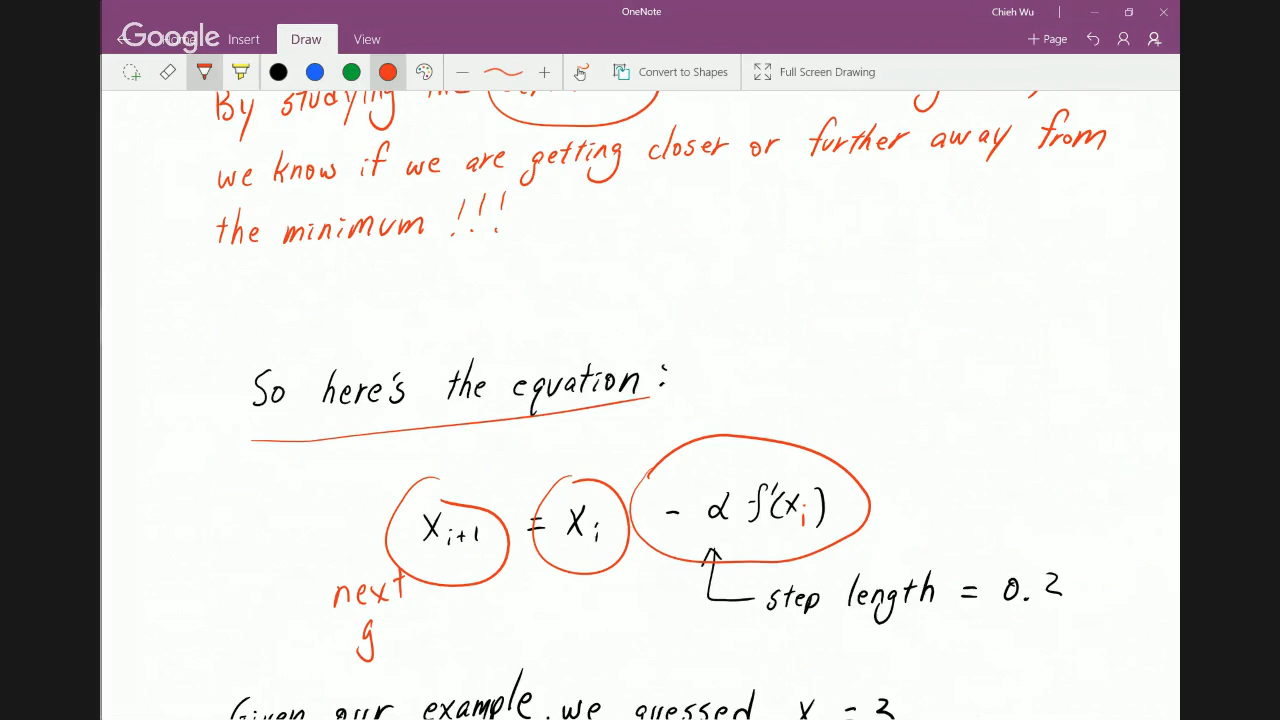 OneNote
Chieh Wu
Google
Insert
Draw
View
Page
Convert to Shapes
Full Screen Drawing
By studying the
we know if we are getting closer or further away from
the minimum !!!
So here's the equation:
Xi+1 = Xi - α f'(xi)
next
g
step length = 0.2
Given our example, we guessed x = 3